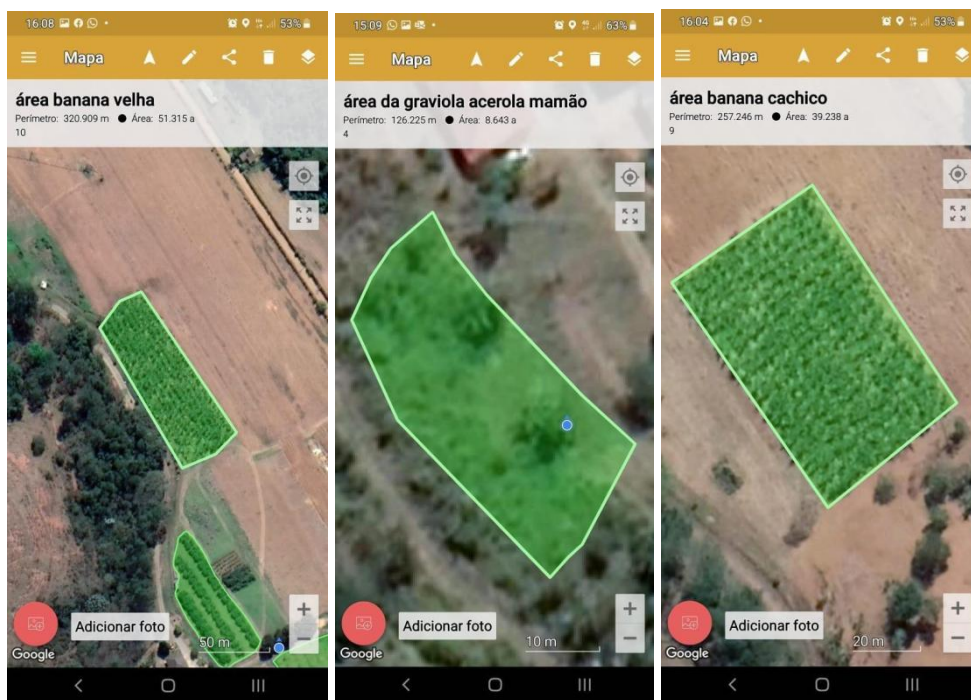 16:08
53%
Mapa
área banana velha
Perímetro: 320.909 m ● Área: 51.315 a
10
Adicionar foto
50 m
Google
15:09
63%
Mapa
área da graviola acerola mamão
Perímetro: 126.225 m ● Área: 8.643 a
4
Adicionar foto
10 m
Google
16:04
53%
Mapa
área banana cachico
Perímetro: 257.246 m ● Área: 39.238 a
9
Adicionar foto
20 m
Google